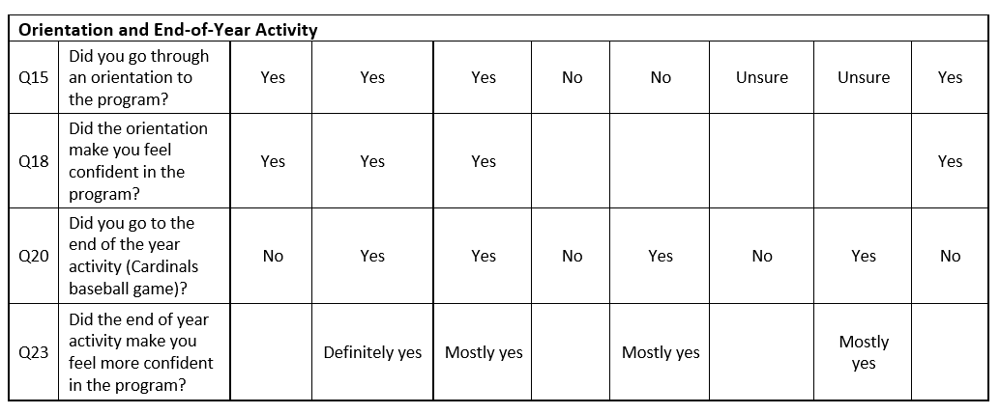 Orientation and End-of-Year Activity
Q15 Did you go through an orientation to the program? Yes Yes Yes No No Unsure Unsure Yes
Q18 Did the orientation make you feel confident in the program? Yes Yes Yes Yes
Q20 Did you go to the end of the year activity (Cardinals baseball game)? No Yes Yes No Yes No Yes No
Q23 Did the end of year activity make you feel more confident in the program? Definitely yes Mostly yes Mostly yes Mostly yes